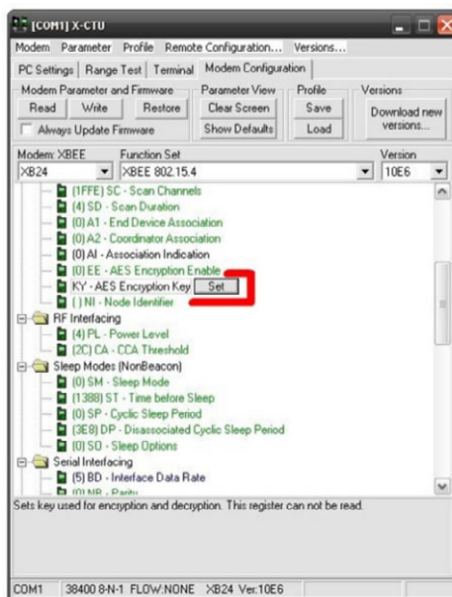 [COM1] X-CTU
Modem Parameter Profile Remote Configuration... Versions...
PC Settings Range Test Terminal Modem Configuration
Modem Parameter and Firmware Parameter View Profile Versions
Read Write Restore Clear Screen Save Download new versions...
Always Update Firmware Show Defaults Load
Modem: XBEE Function Set Version
XB24 XBEE 802.15.4 10E6
(1FFE) SC - Scan Channels
(4) SD - Scan Duration
(0) A1 - End Device Association
(0) A2 - Coordinator Association
(0) AI - Association Indication
(0) EE - AES Encryption Enable
KY - AES Encryption Key Set
( ) NI - Node Identifier
RF Interfacing
(4) PL - Power Level
(2C) CA - CCA Threshold
Sleep Modes (NonBeacon)
(0) SM - Sleep Mode
(1388) ST - Time before Sleep
(0) SP - Cyclic Sleep Period
(3E8) DP - Disassociated Cyclic Sleep Period
(0) SO - Sleep Options
Serial Interfacing
(5) BD - Interface Data Rate
(0) NB - Parity
Sets key used for encryption and decryption. This register can not be read.
COM1 38400 8-N-1 FLOW:NONE XB24 Ver:10E6